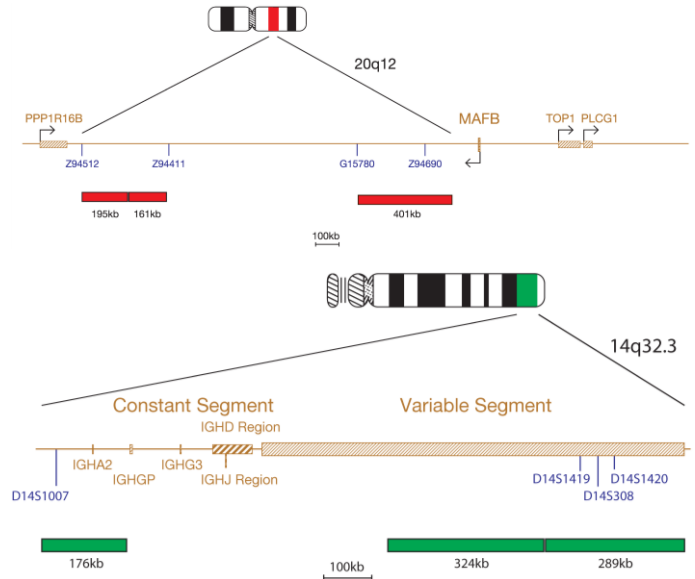 20q12
PPP1R16B
MAFB
TOP1 PLCG1
Z94512
Z94411
G15780
Z94690
195kb
161kb
401kb
100kb
14q32.3
Constant Segment
Variable Segment
IGHD Region
IGHA2
IGHGP
IGHG3
IGHJ Region
D14S1007
D14S1419
D14S308
D14S1420
176kb
324kb
289kb
100kb